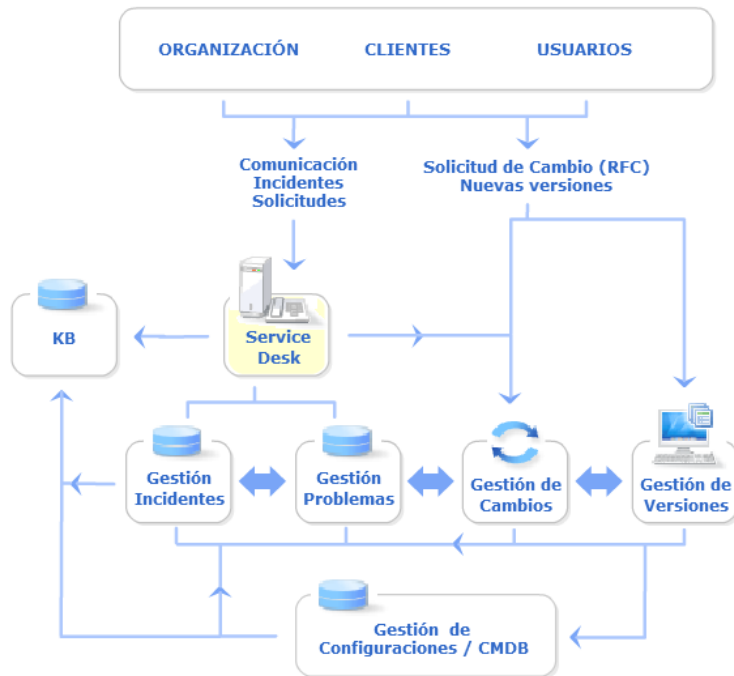 ORGANIZACIÓN CLIENTES USUARIOS
Comunicación
Incidentes
Solicitudes
Solicitud de Cambio (RFC)
Nuevas versiones
KB
Service
Desk
Gestión
Incidentes
Gestión
Problemas
Gestión de
Cambios
Gestión de
Versiones
Gestión de
Configuraciones / CMDB